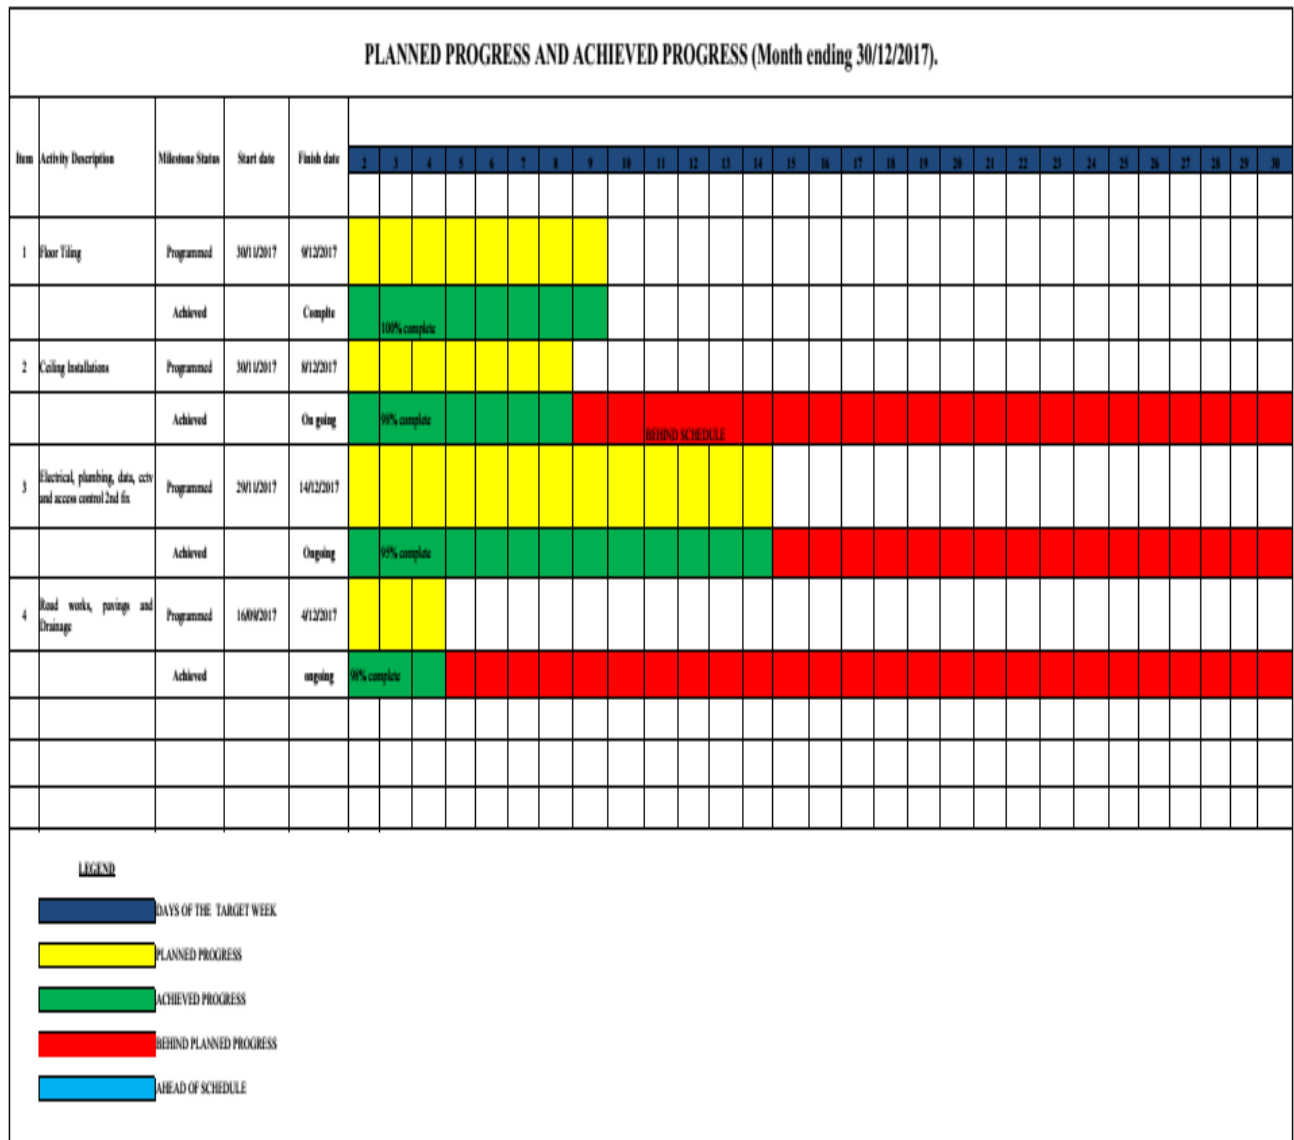 PLANNED PROGRESS AND ACHIEVED PROGRESS (Month ending 30/12/2017).
Item Activity Description Milestone Status Start date Finish date
2 3 4 5 6 7 8 9 10 11 12 13 14 15 16 17 18 19 20 21 22 23 24 25 26 27 28 29 30
1 Floor Tiling Programmed 30/11/2017 9/12/2017
Achieved Complte
100% complete
2 Ceiling Installations Programmed 30/11/2017 8/12/2017
Achieved On going 98% complete
BEHIND SCHEDULE
Electrical, plumbing, data, cctv
3 and access control 2nd fix Programmed 29/11/2017 14/12/2017
Achieved Ongoing 95% complete
Road works, pavings and
4 Drainage Programmed 16/09/2017 4/12/2017
Achieved ongoing 98% complete
LEGEND
DAYS OF THE TARGET WEEK
PLANNED PROGRESS
ACHIEVED PROGRESS
BEHIND PLANNED PROGRESS
AHEAD OF SCHEDULE